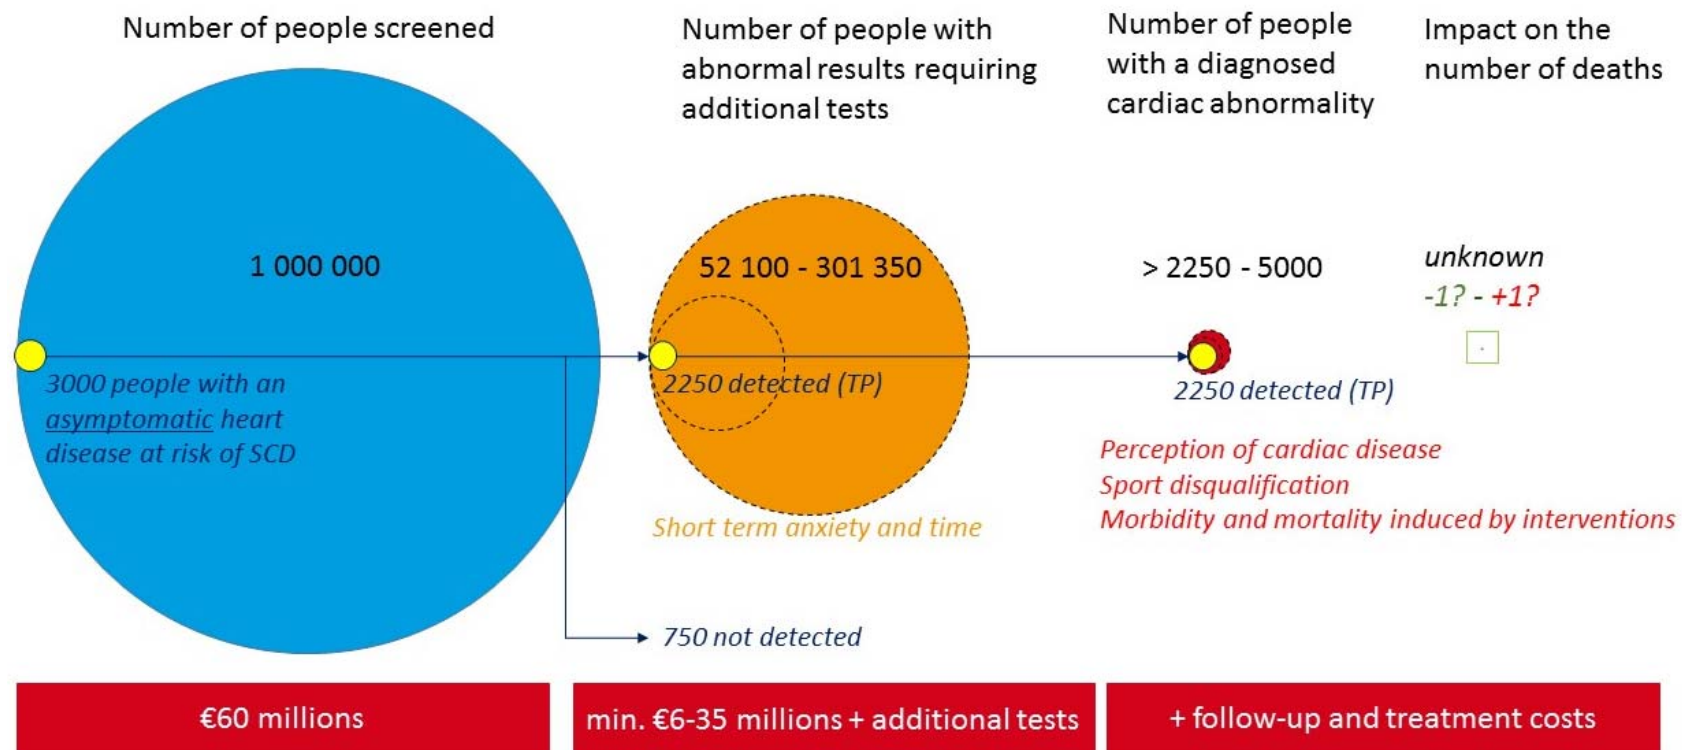 Number of people screened
Number of people with
abnormal results requiring
additional tests
Number of people
with a diagnosed
cardiac abnormality
Impact on the
number of deaths
1 000 000
52 100 - 301 350
> 2250 - 5000
unknown
-1? - +1?
3000 people with an
asymptomatic heart
disease at risk of SCD
2250 detected (TP)
2250 detected (TP)
Perception of cardiac disease
Sport disqualification
Morbidity and mortality induced by interventions
Short term anxiety and time
750 not detected
€60 millions
min. €6-35 millions + additional tests
+ follow-up and treatment costs